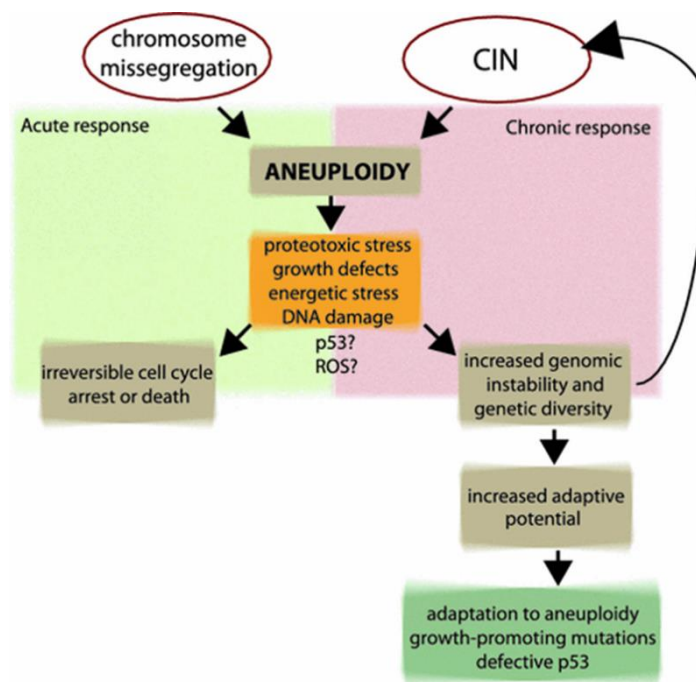 chromosome
missegregation
CIN
Acute response
Chronic response
ANEUPLOIDY
proteotoxic stress
growth defects
energetic stress
DNA damage
p53?
ROS?
irreversible cell cycle
arrest or death
increased genomic
instability and
genetic diversity
increased adaptive
potential
adaptation to aneuploidy
growth-promoting mutations
defective p53